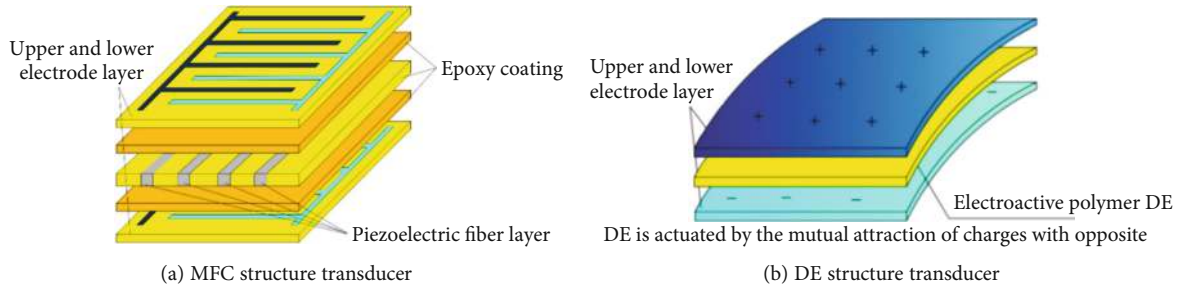 Upper and lower
electrode layer
Epoxy coating
Piezoelectric fiber layer
(a) MFC structure transducer
Upper and lower
electrode layer
+ + +
+ + +
+ + +
-
- - -
Electroactive polymer DE
DE is actuated by the mutual attraction of charges with opposite
(b) DE structure transducer